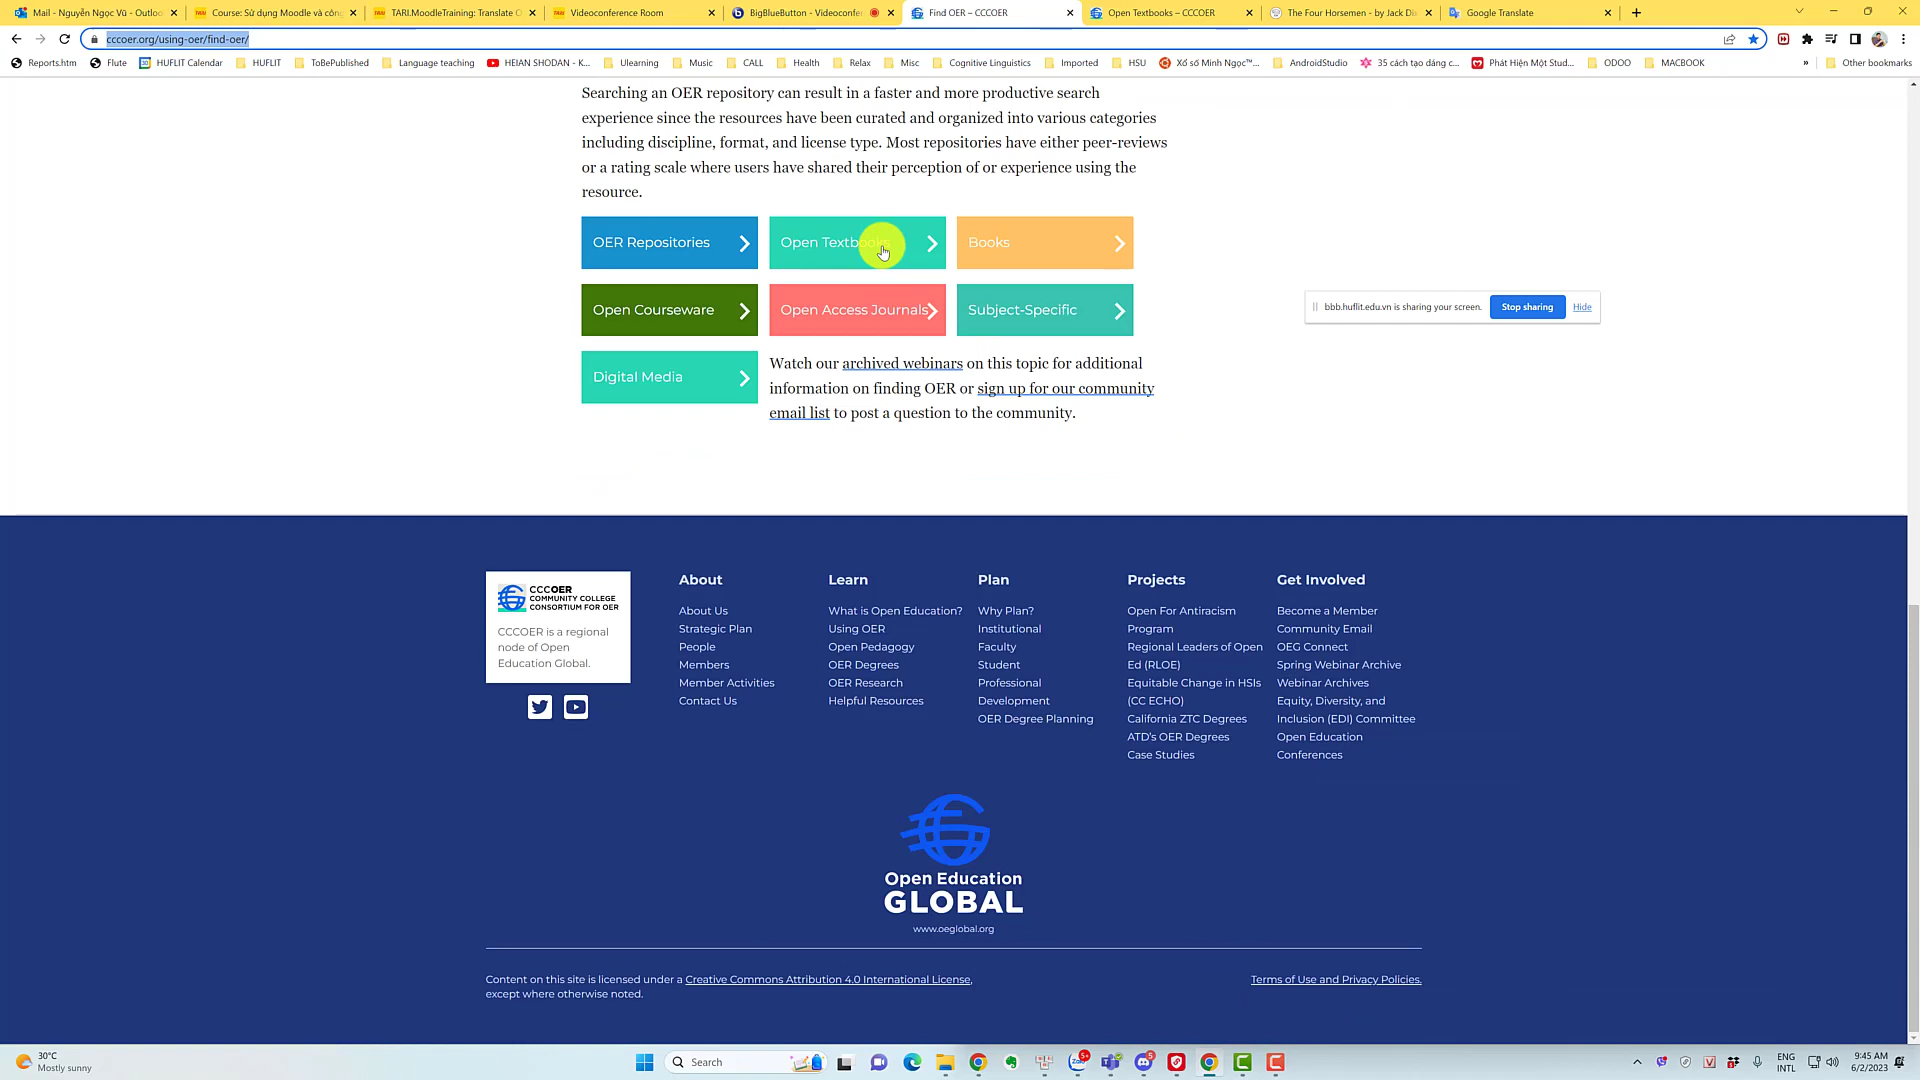 Mail - Nguyễn Ngọc Vũ - Outloo
Course: Sử dụng Moodle và côn
TARI.MoodleTraining: Translate C
Videoconference Room
BigBlueButton - Videoconfe
Find OER – CCCOER
Open Textbooks – CCCOER
The Four Horsemen - by Jack Di
Google Translate
cccoer.org/using-oer/find-oer/
Reports.htm
Flute
HUFLIT Calendar
HUFLIT
ToBePublished
Language teaching
HEIAN SHODAN - K...
Ulearning
Music
CALL
Health
Relax
Misc
Cognitive Linguistics
Imported
HSU
Xổ số Minh Ngọc™...
AndroidStudio
35 cách tạo dáng c...
Phát Hiện Một Stud...
ODOO
MACBOOK
»
Other bookmarks
Searching an OER repository can result in a faster and more productive search
experience since the resources have been curated and organized into various categories
including discipline, format, and license type. Most repositories have either peer-reviews
or a rating scale where users have shared their perception of or experience using the
resource.
OER Repositories
Open Textbooks
Books
Open Courseware
Open Access Journals
Subject-Specific
bbb.huflit.edu.vn is sharing your screen.
Stop sharing
Hide
Digital Media
Watch our archived webinars on this topic for additional
information on finding OER or sign up for our community
email list to post a question to the community.
CCCOER
COMMUNITY COLLEGE
CONSORTIUM FOR OER
CCCOER is a regional
node of Open
Education Global.
About
About Us
Strategic Plan
People
Members
Member Activities
Contact Us
Learn
What is Open Education?
Using OER
Open Pedagogy
OER Degrees
OER Research
Helpful Resources
Plan
Why Plan?
Institutional
Faculty
Student
Professional
Development
OER Degree Planning
Projects
Open For Antiracism
Program
Regional Leaders of Open
Ed (RLOE)
Equitable Change in HSIs
(CC ECHO)
California ZTC Degrees
ATD's OER Degrees
Case Studies
Get Involved
Become a Member
Community Email
OEG Connect
Spring Webinar Archive
Webinar Archives
Equity, Diversity, and
Inclusion (EDI) Committee
Open Education
Conferences
Open Education
GLOBAL
www.oeglobal.org
Content on this site is licensed under a Creative Commons Attribution 4.0 International License,
except where otherwise noted.
Terms of Use and Privacy Policies.
30°C
Mostly sunny
Search
5+
5
ENG
INTL
9:45 AM
6/2/2023